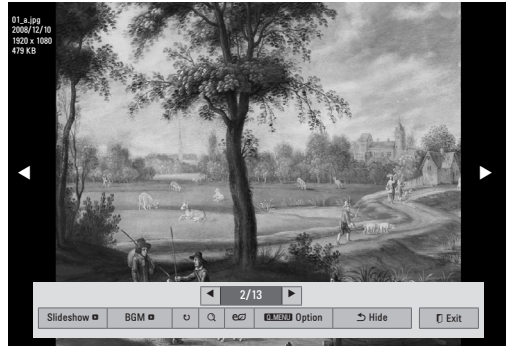 01_a.jpg
2008/12/10
1920 x 1080
479 KB
2/13
Slideshow BGM Q.MENU Option Hide Exit